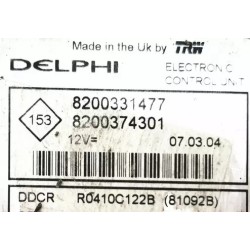 Made in the Uk by TRW
DELPHI ELECTRONIC
CONTROL UNIT
8200331477
153 8200374301
12V= 07.03.04
DDCR R0410C122B (81092B)